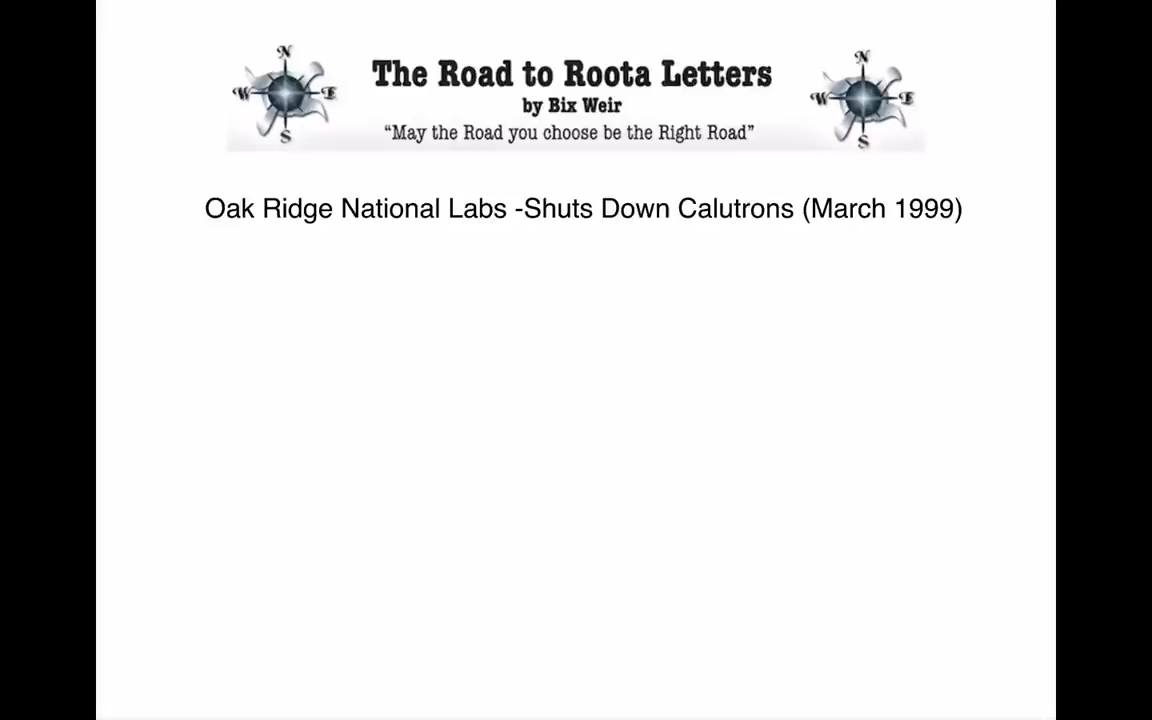 N
W E
S
The Road to Roota Letters
by Bix Weir
“May the Road you choose be the Right Road”
N
W E
S
Oak Ridge National Labs -Shuts Down Calutrons (March 1999)